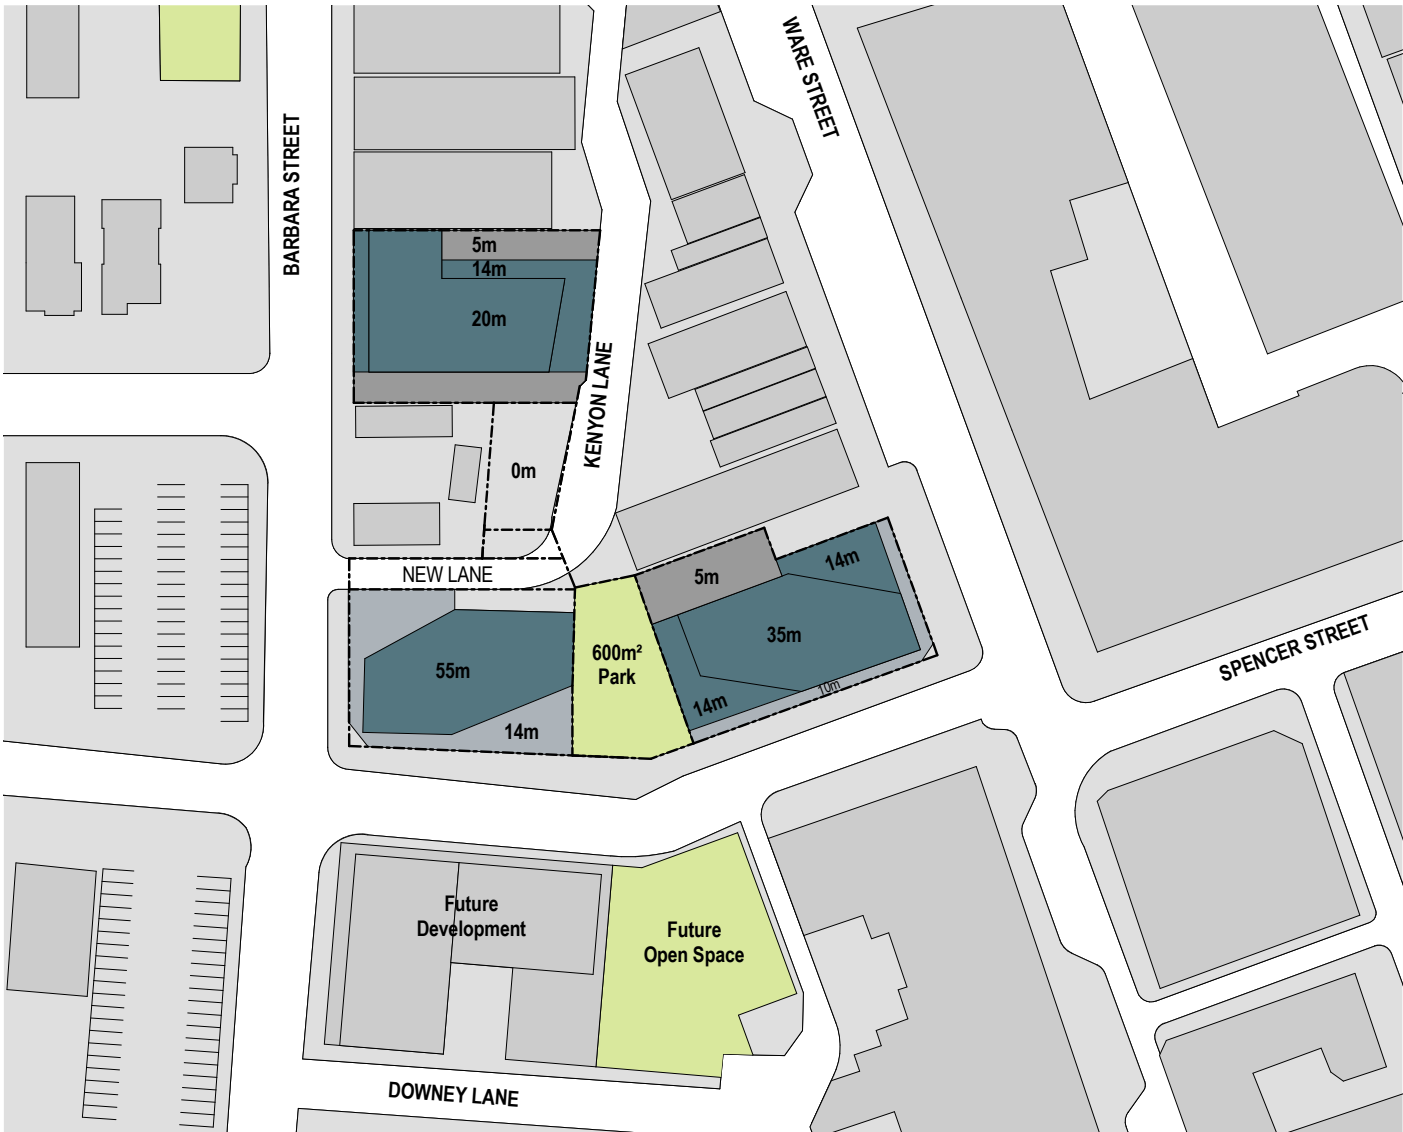 WARE STREET
BARBARA STREET
5m
14m
20m
KENYON LANE
0m
NEW LANE
5m
14m
35m
600m²
Park
55m
14m
10m
14m
SPENCER STREET
Future
Development
Future
Open Space
DOWNEY LANE